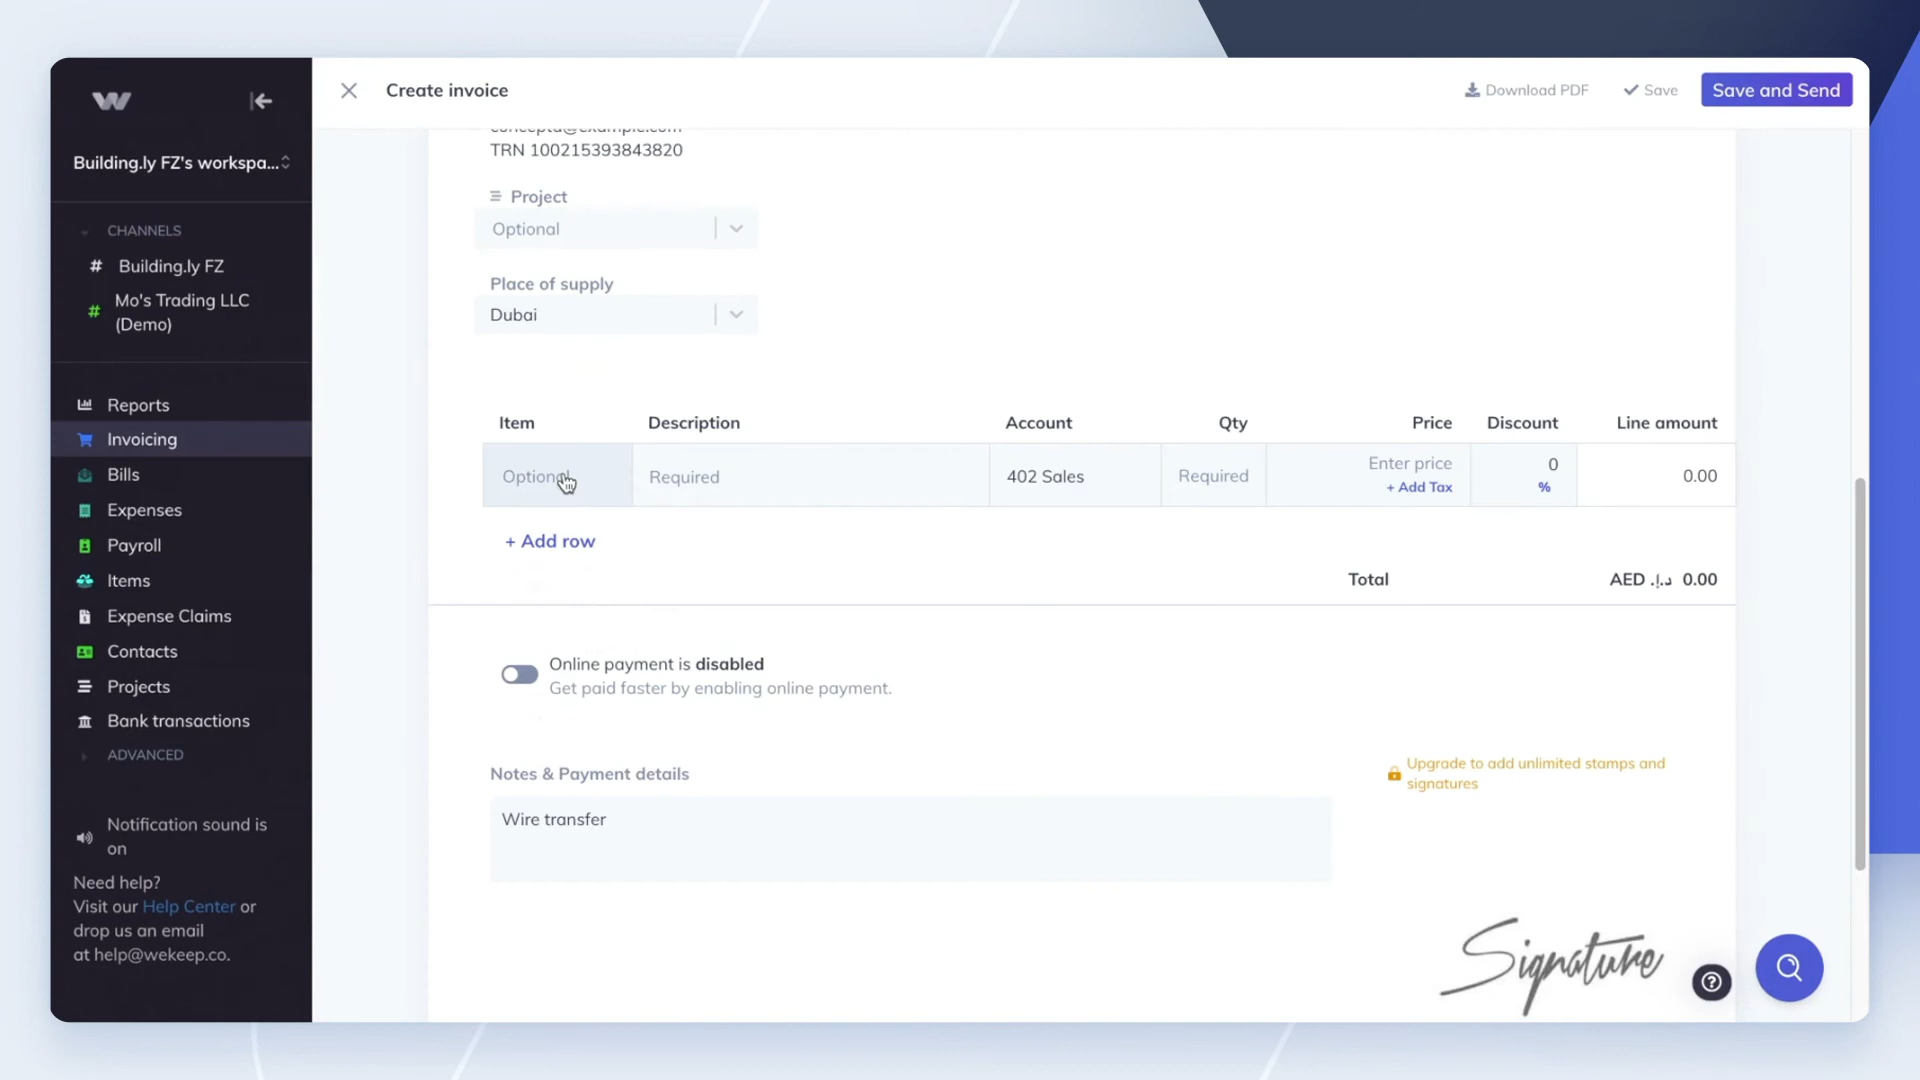 Building.ly FZ's workspa...
CHANNELS
# Building.ly FZ
# Mo's Trading LLC
(Demo)
Reports
Invoicing
Bills
Expenses
Payroll
Items
Expense Claims
Contacts
Projects
Bank transactions
ADVANCED
Notification sound is
on
Need help?
Visit our Help Center or
drop us an email
at help@wekeep.co.
Create invoice
Download PDF
Save
Save and Send
TRN 100215393843820
Project
Optional
Place of supply
Dubai
Item Description Account Qty Price Discount Line amount
Optional Required 402 Sales Required Enter price 0 0.00
+ Add Tax %
+ Add row
Total AED د.إ. 0.00
Online payment is disabled
Get paid faster by enabling online payment.
Notes & Payment details
Wire transfer
Upgrade to add unlimited stamps and
signatures
Signature